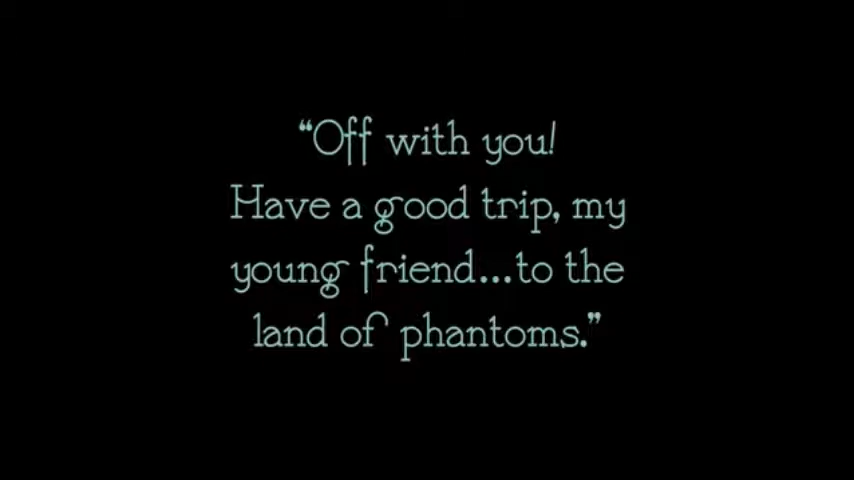 “Off with you!
Have a good trip, my
young friend...to the
land of phantoms.”